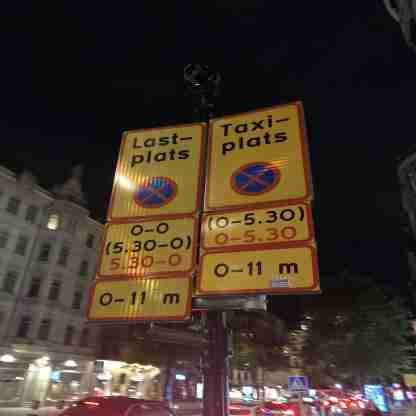 Last-
plats
0-0
(5.30-0)
5.30-0
0-11 m
Taxi-
plats
(0-5.30)
0-5.30
0-11 m